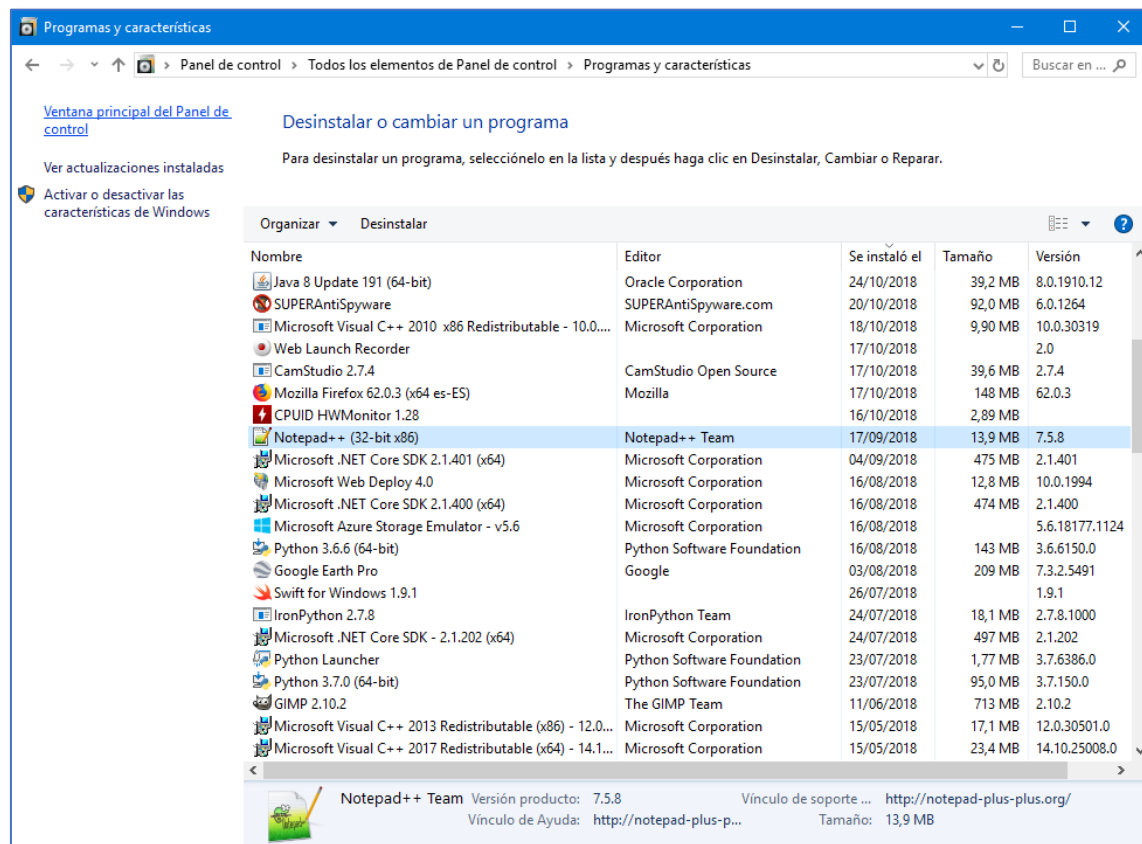 Programas y características
Panel de control > Todos los elementos de Panel de control > Programas y características
Buscar en ...
Ventana principal del Panel de
control
Ver actualizaciones instaladas
Activar o desactivar las
características de Windows
Desinstalar o cambiar un programa
Para desinstalar un programa, selecciónelo en la lista y después haga clic en Desinstalar, Cambiar o Reparar.
Organizar Desinstalar
Nombre Editor Se instaló el Tamaño Versión
Java 8 Update 191 (64-bit) Oracle Corporation 24/10/2018 39,2 MB 8.0.1910.12
SUPERAntiSpyware SUPERAntiSpyware.com 20/10/2018 92,0 MB 6.0.1264
Microsoft Visual C++ 2010 x86 Redistributable - 10.0.... Microsoft Corporation 18/10/2018 9,90 MB 10.0.30319
Web Launch Recorder 17/10/2018 2.0
CamStudio 2.7.4 CamStudio Open Source 17/10/2018 39,6 MB 2.7.4
Mozilla Firefox 62.0.3 (x64 es-ES) Mozilla 17/10/2018 148 MB 62.0.3
CPUID HWMonitor 1.28 16/10/2018 2,89 MB
Notepad++ (32-bit x86) Notepad++ Team 17/09/2018 13,9 MB 7.5.8
Microsoft .NET Core SDK 2.1.401 (x64) Microsoft Corporation 04/09/2018 475 MB 2.1.401
Microsoft Web Deploy 4.0 Microsoft Corporation 16/08/2018 12,8 MB 10.0.1994
Microsoft .NET Core SDK 2.1.400 (x64) Microsoft Corporation 16/08/2018 474 MB 2.1.400
Microsoft Azure Storage Emulator - v5.6 Microsoft Corporation 16/08/2018 5.6.18177.1124
Python 3.6.6 (64-bit) Python Software Foundation 16/08/2018 143 MB 3.6.6150.0
Google Earth Pro Google 03/08/2018 209 MB 7.3.2.5491
Swift for Windows 1.9.1 26/07/2018 1.9.1
IronPython 2.7.8 IronPython Team 24/07/2018 18,1 MB 2.7.8.1000
Microsoft .NET Core SDK - 2.1.202 (x64) Microsoft Corporation 24/07/2018 497 MB 2.1.202
Python Launcher Python Software Foundation 23/07/2018 1,77 MB 3.7.6386.0
Python 3.7.0 (64-bit) Python Software Foundation 23/07/2018 95,0 MB 3.7.150.0
GIMP 2.10.2 The GIMP Team 11/06/2018 713 MB 2.10.2
Microsoft Visual C++ 2013 Redistributable (x86) - 12.0... Microsoft Corporation 15/05/2018 17,1 MB 12.0.30501.0
Microsoft Visual C++ 2017 Redistributable (x64) - 14.1... Microsoft Corporation 15/05/2018 23,4 MB 14.10.25008.0
Notepad++ Team Versión producto: 7.5.8 Vínculo de soporte ... http://notepad-plus-plus.org/
Vínculo de Ayuda: http://notepad-plus-p... Tamaño: 13,9 MB